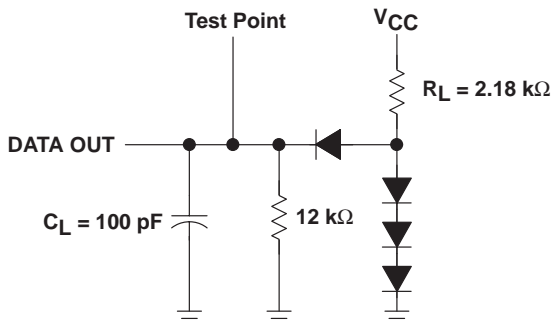 Test Point
VCC
RL = 2.18 kΩ
DATA OUT
CL = 100 pF
12 kΩ